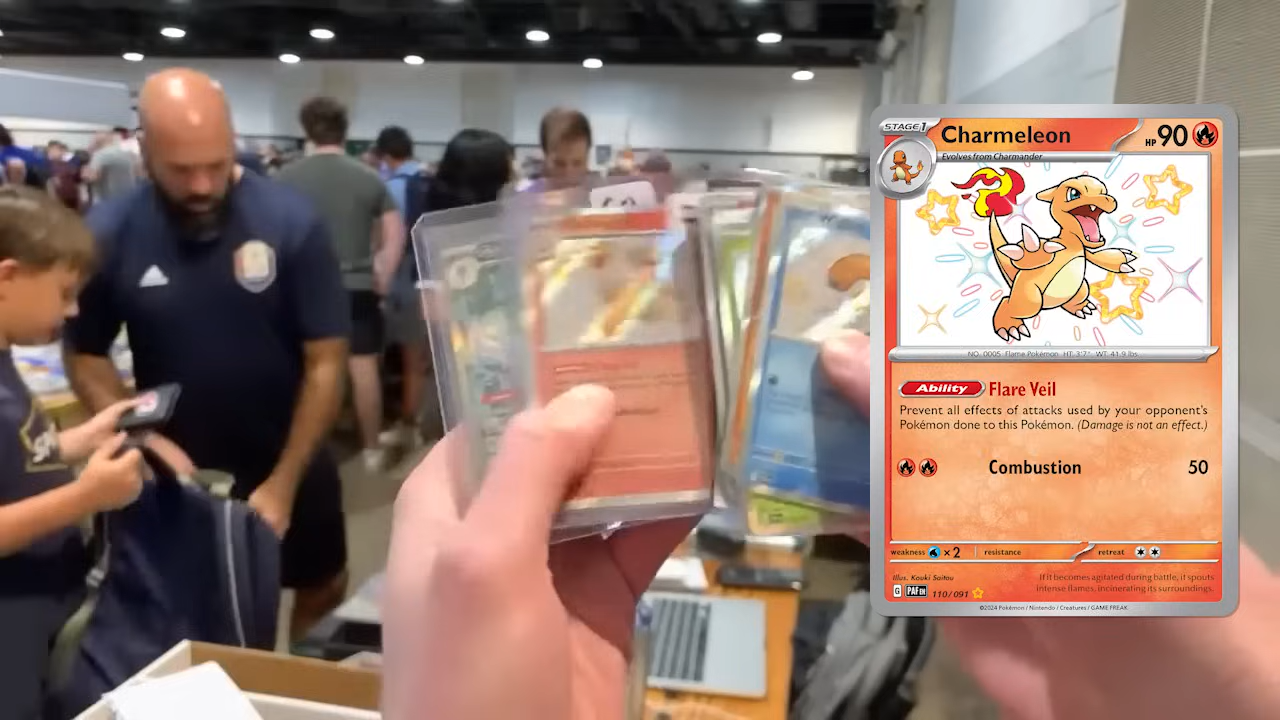 STAGE 1
Charmeleon
HP 90
Evolves from Charmander
NO. 0005 Flame Pokémon HT: 3'7" WT: 41.9 lbs
Ability Flare Veil
Prevent all effects of attacks used by your opponent's
Pokémon done to this Pokémon. (Damage is not an effect.)
Combustion 50
weakness ×2 resistance retreat
Illus. Kouki Saitou
If it becomes agitated during battle, it spouts
intense flames, incinerating its surroundings.
G PAF EN 110/091
©2024 Pokémon / Nintendo / Creatures / GAME FREAK